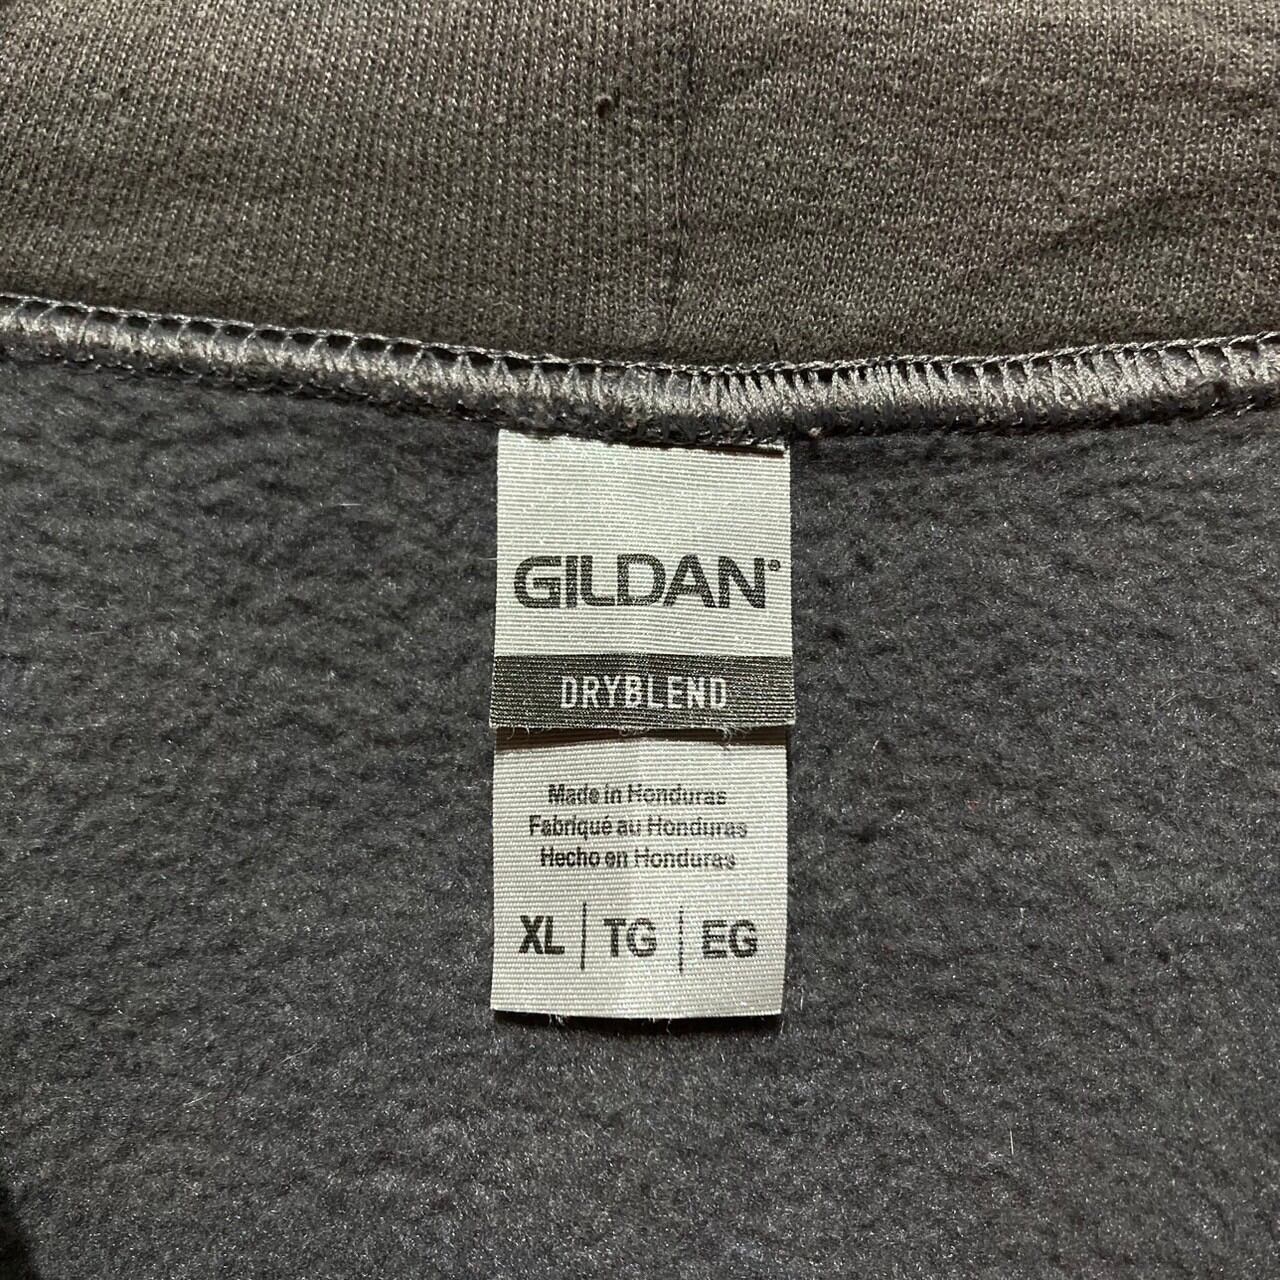 GILDAN®
DRYBLEND
Made in Honduras
Fabriqué au Honduras
Hecho en Honduras
XL | TG | EG